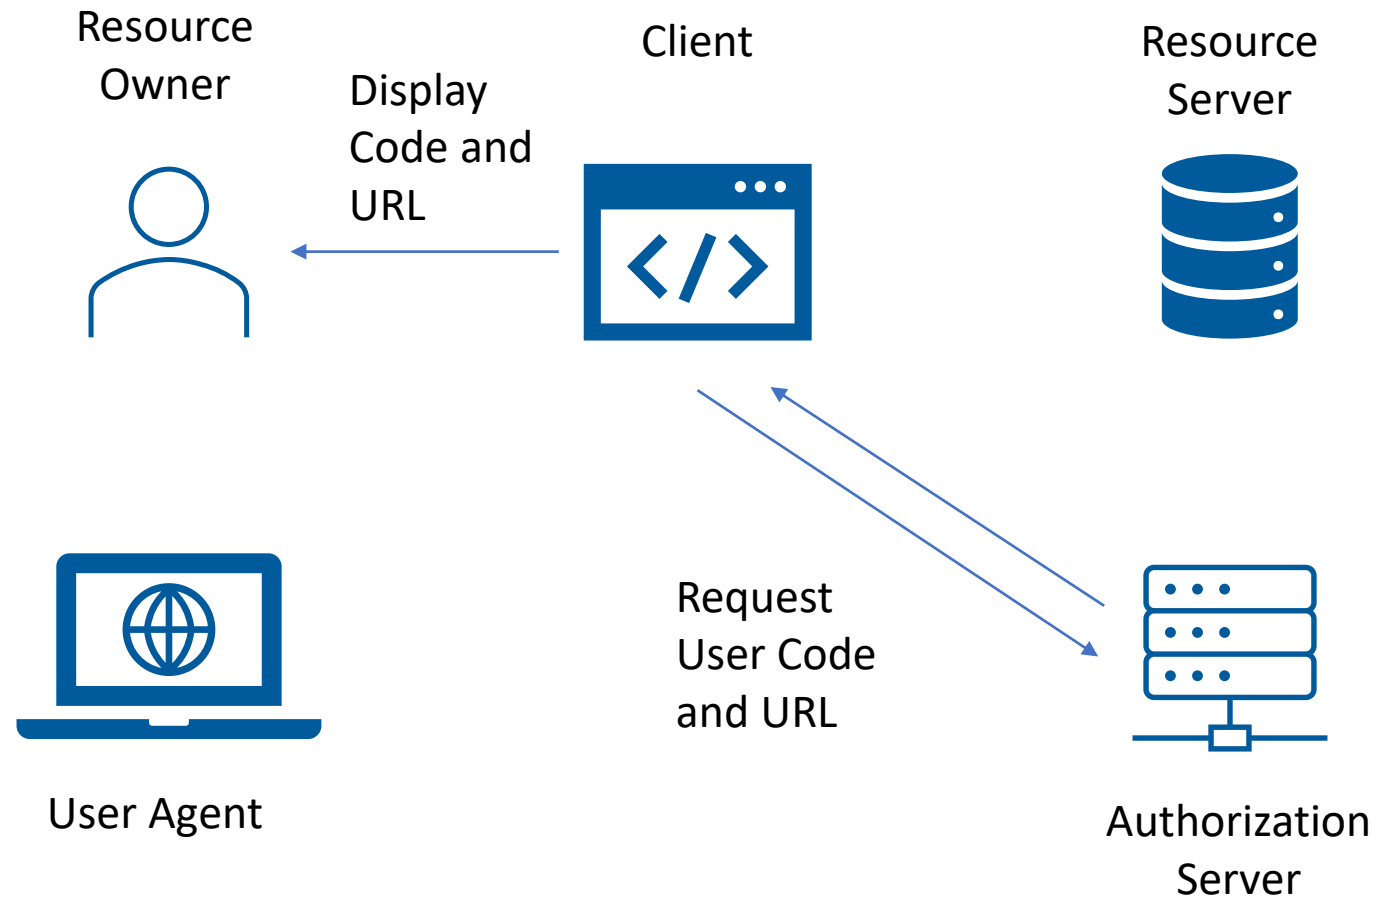 Resource
Owner
Display
Code and
URL
Client
Resource
Server
Request
User Code
and URL
User Agent
Authorization
Server